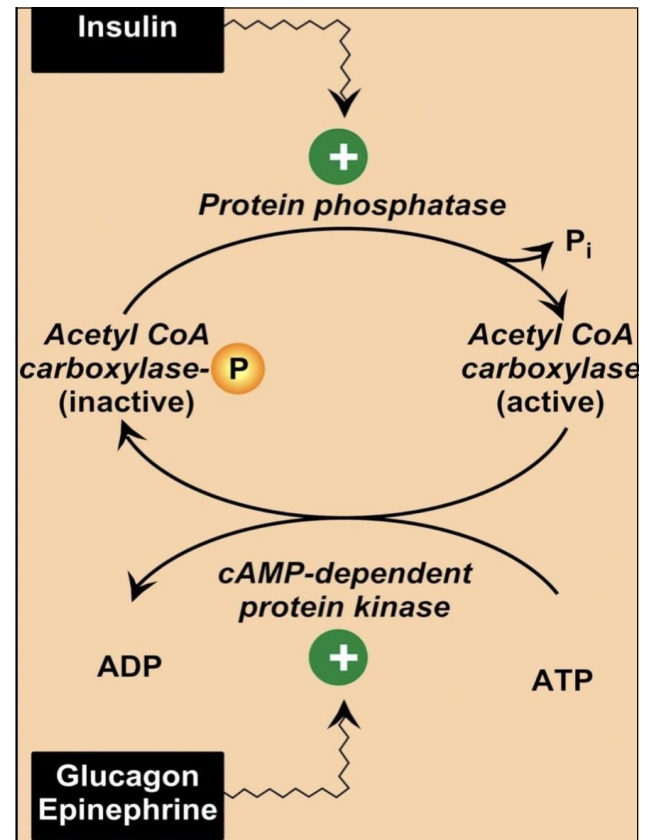 Insulin
+
Protein phosphatase
Pi
Acetyl CoA
carboxylase- P
(inactive)
Acetyl CoA
carboxylase
(active)
cAMP-dependent
protein kinase
+
ADP
ATP
Glucagon
Epinephrine